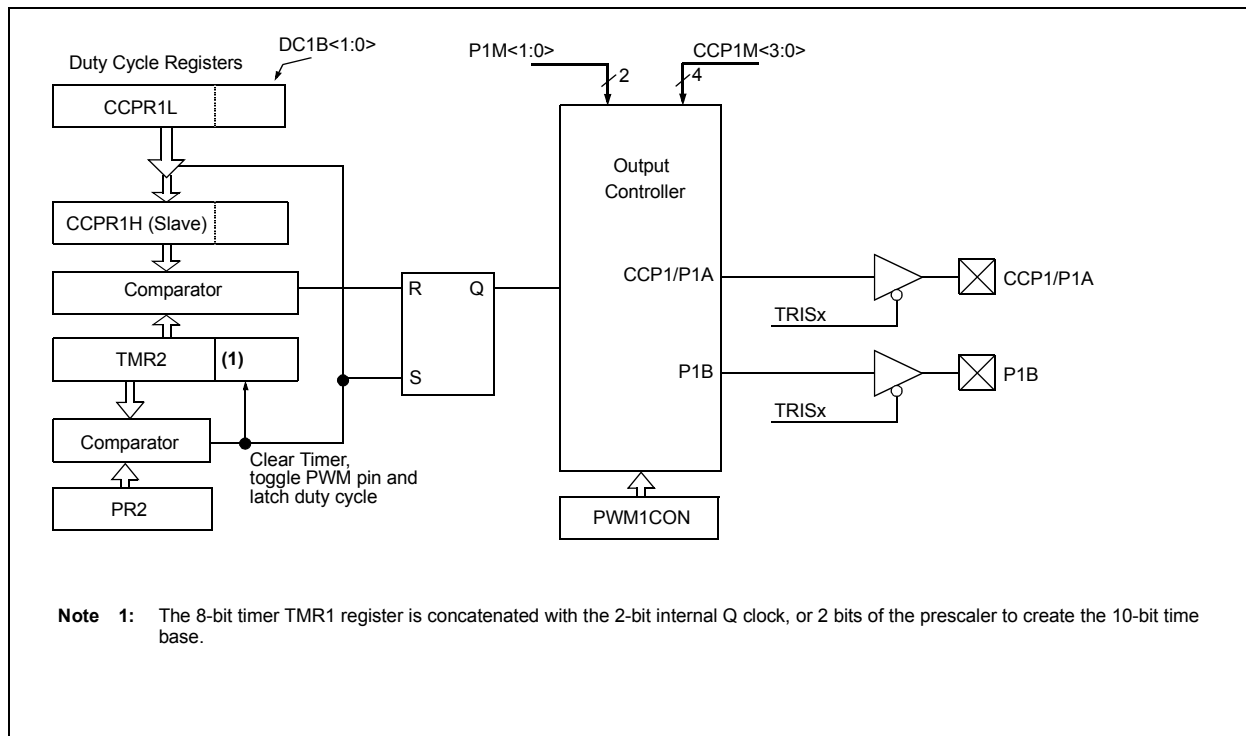 DC1B<1:0>
Duty Cycle Registers
CCPR1L
CCPR1H (Slave)
Comparator
TMR2
(1)
Comparator
PR2
Clear Timer,
toggle PWM pin and
latch duty cycle
R
Q
S
P1M<1:0>
2
CCP1M<3:0>
4
Output
Controller
CCP1/P1A
P1B
PWM1CON
TRISx
CCP1/P1A
TRISx
P1B
Note 1: The 8-bit timer TMR1 register is concatenated with the 2-bit internal Q clock, or 2 bits of the prescaler to create the 10-bit time
base.